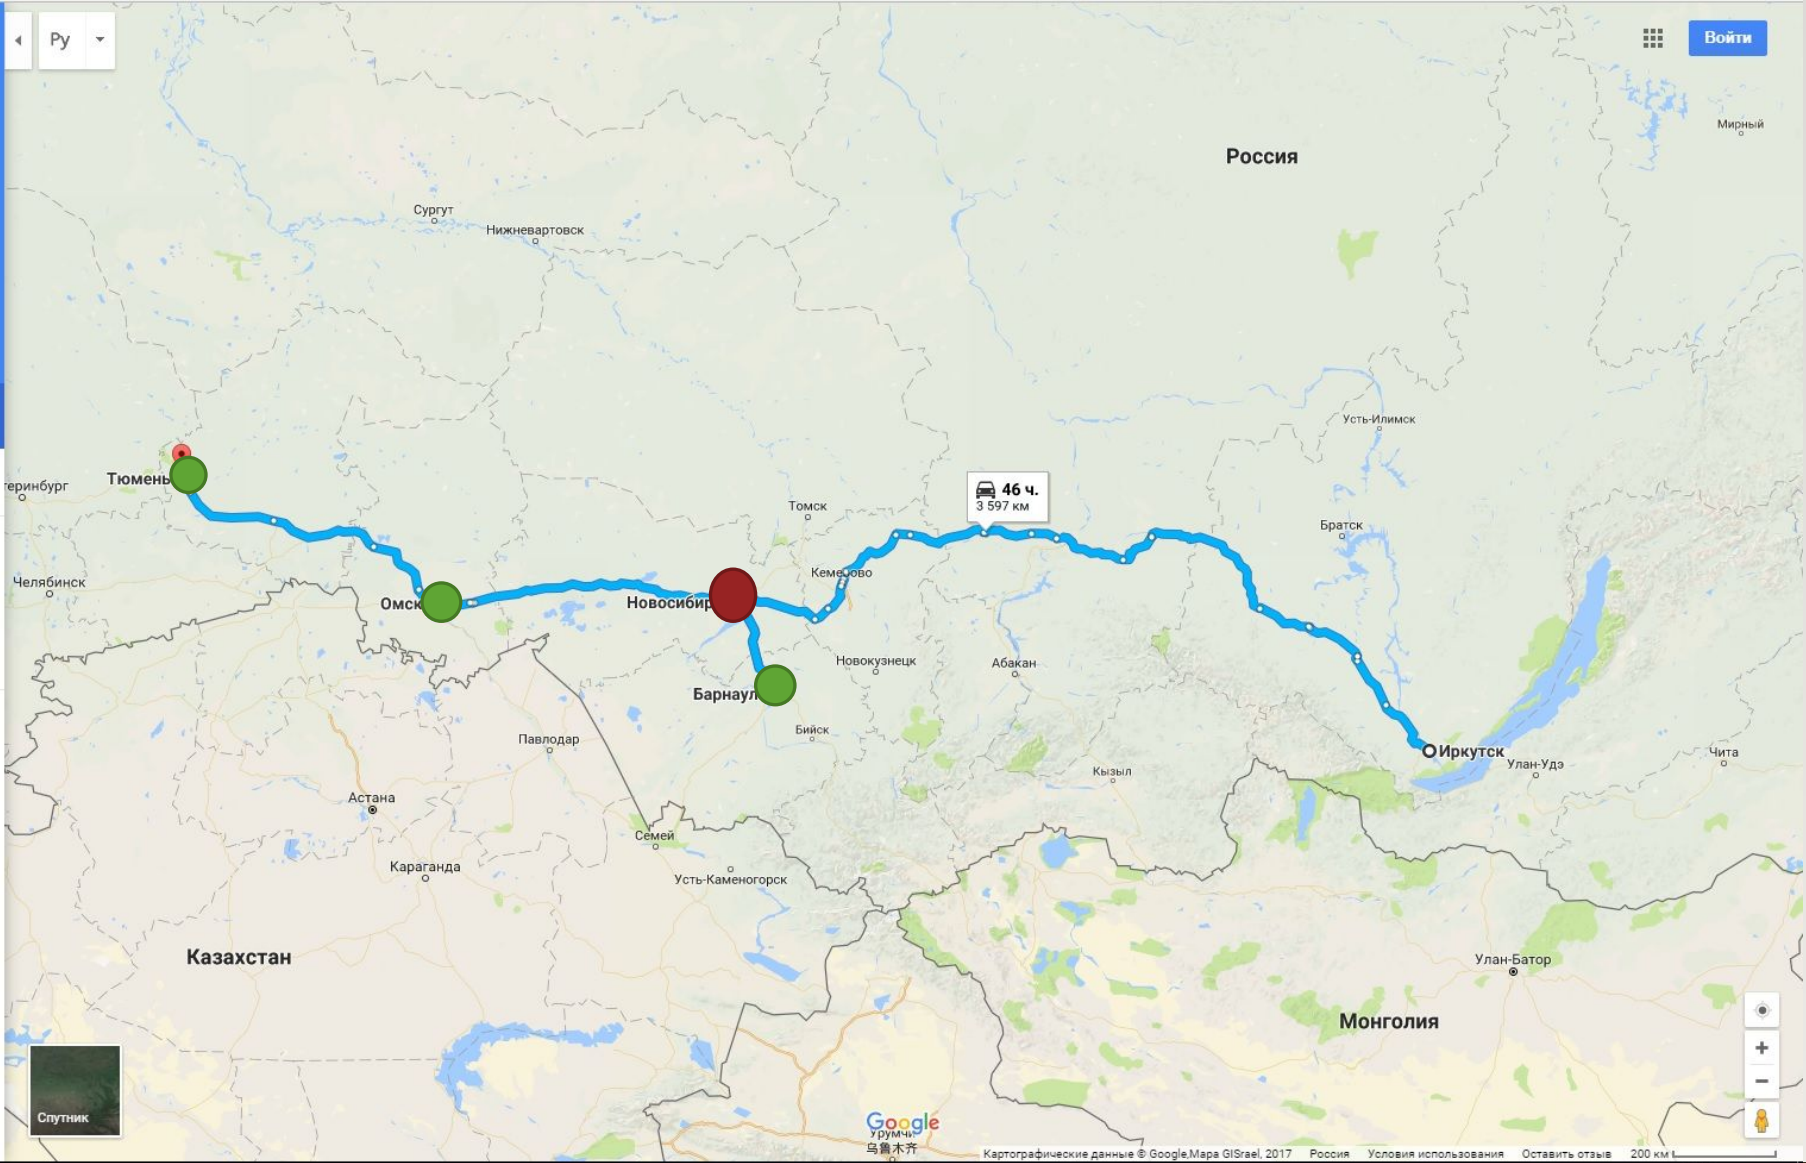 Ру
Войти
Мирный
Россия
Сургут
Нижневартовск
Усть-Илимск
Тюмень
теринбург
46 ч.
3 597 км
Томск
Братск
Челябинск
Кемерово
Омск
Новосибир
Новокузнецк
Абакан
Барнаул
Бийск
Павлодар
Иркутск
Улан-Удэ
Чита
Кызыл
Астана
Семей
Караганда
Усть-Каменогорск
Казахстан
Улан-Батор
Монголия
Спутник
Google
Урумчи
乌鲁木齐
Картографические данные © Google,Mapa GISrael, 2017 Россия Условия использования Оставить отзыв 200 км